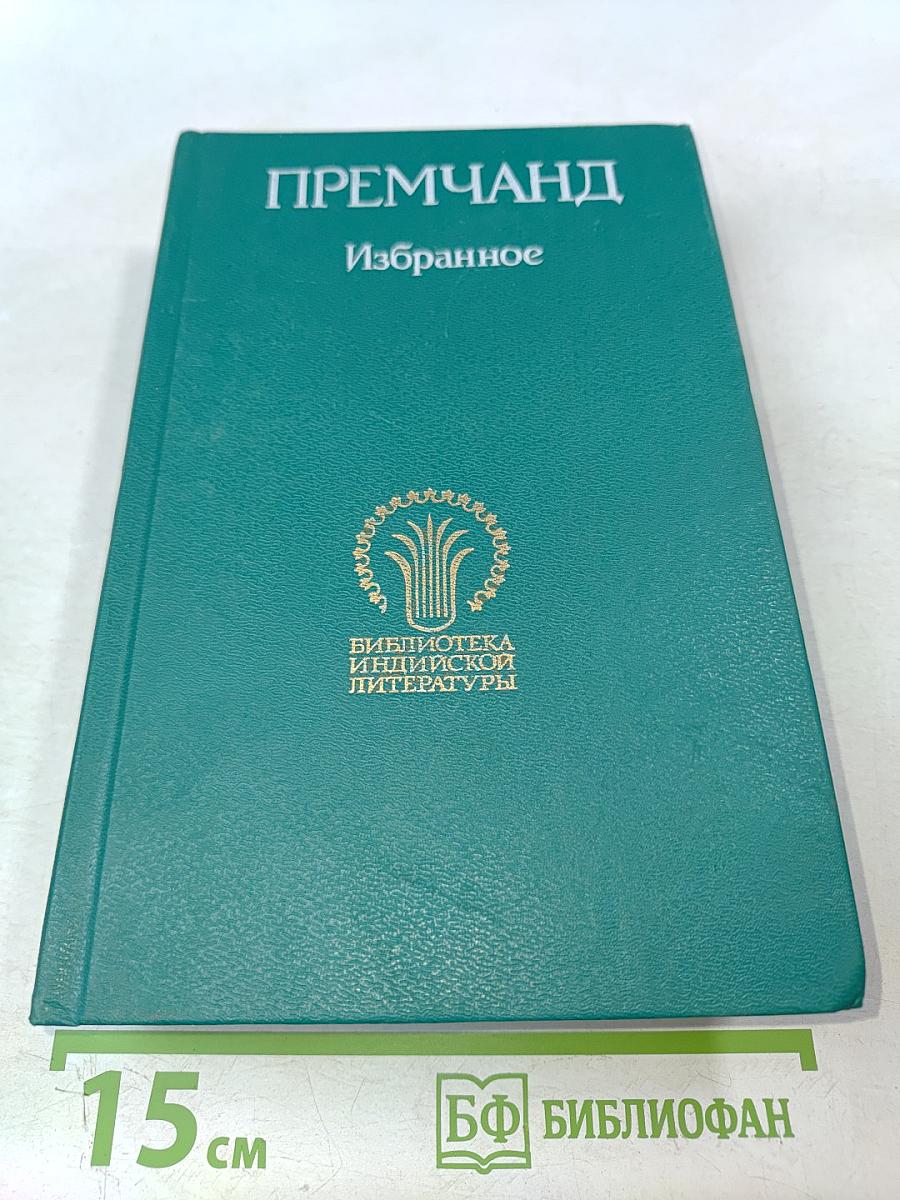 ПРЕМЧАНД
Избранное
БИБЛИОТЕКА
ИНДИЙСКОЙ
ЛИТЕРАТУРЫ
15 см
БФ БИБЛИОФАН